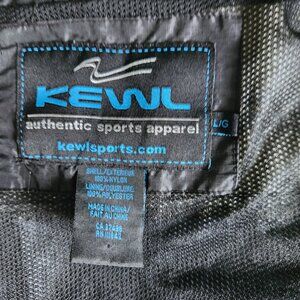 KEWL
authentic sports apparel
kewlsports.com
L/G
SHELL/EXTERIEUR
100% NYLON
LINING/DOUBLURE
100% POLYESTER
MADE IN CHINA/
FAIT AU CHINE